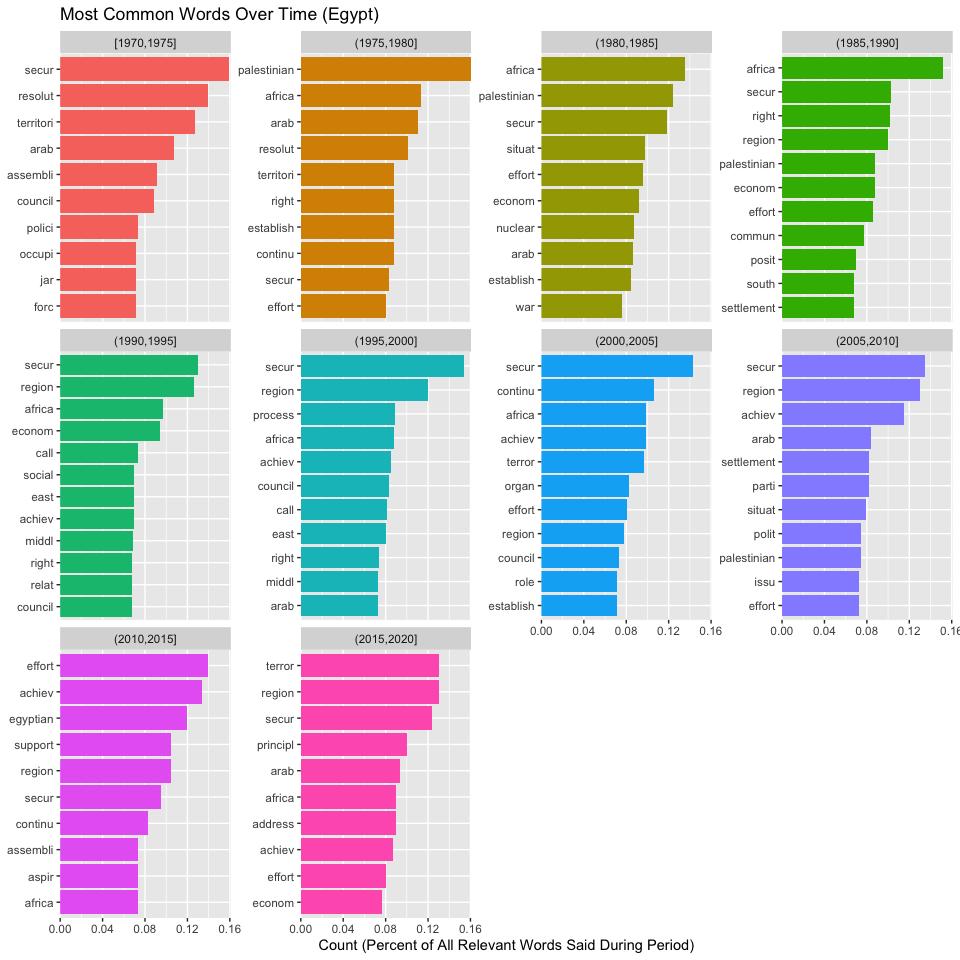 Most Common Words Over Time (Egypt)
[1970,1975]
secur
resolut
territori
arab
assembli
council
polici
occupi
jar
forc
(1975,1980]
palestinian
africa
arab
resolut
territori
right
establish
continu
secur
effort
(1980,1985]
africa
palestinian
secur
situat
effort
econom
nuclear
arab
establish
war
(1985,1990]
africa
secur
right
region
palestinian
econom
effort
commun
posit
south
settlement
(1990,1995]
secur
region
africa
econom
call
social
east
achiev
middl
right
relat
council
(1995,2000]
secur
region
process
africa
achiev
council
call
east
right
middl
arab
(2000,2005]
secur
continu
africa
achiev
terror
organ
effort
region
council
role
establish
0.00 0.04 0.08 0.12 0.16
(2005,2010]
secur
region
achiev
arab
settlement
parti
situat
polit
palestinian
issu
effort
0.00 0.04 0.08 0.12 0.16
(2010,2015]
effort
achiev
egyptian
support
region
secur
continu
assembli
aspir
africa
0.00 0.04 0.08 0.12 0.16
(2015,2020]
terror
region
secur
principl
arab
africa
address
achiev
effort
econom
0.00 0.04 0.08 0.12 0.16
Count (Percent of All Relevant Words Said During Period)